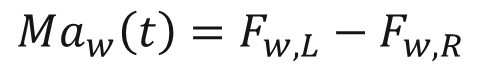 Ma_w(t) = F_{w,L} − F_{w,R}